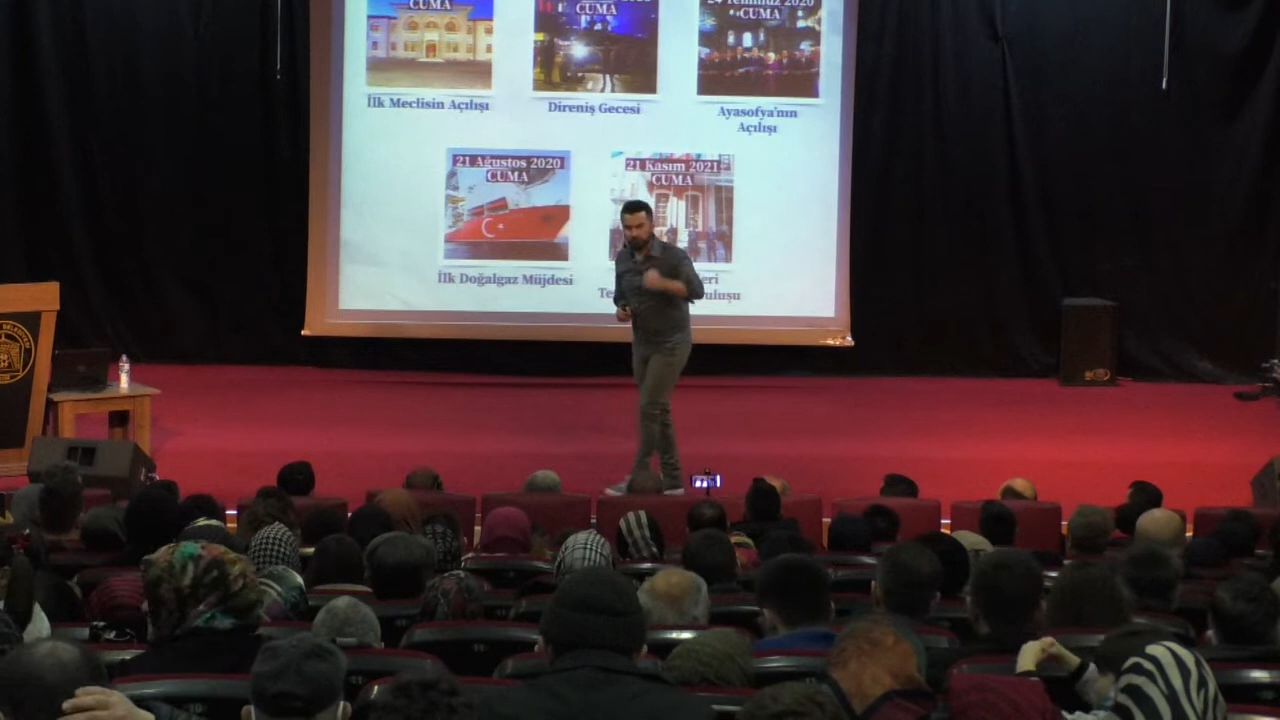 CUMA
CUMA
24 Temmuz 2020
CUMA
İlk Meclisin Açılışı
Direniş Gecesi
Ayasofya'nın
Açılışı
21 Ağustos 2020
CUMA
21 Kasım 2021
CUMA
İlk Doğalgaz Müjdesi